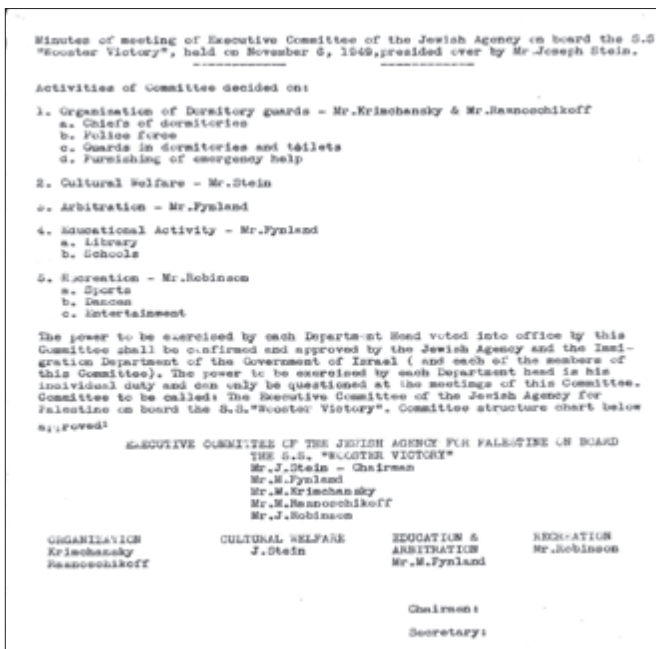 Minutes of meeting of Executive Committee of the Jewish Agency on board the S.S
"Wooster Victory", held on November 6, 1949,presided over by Mr Joseph Stein.
Activities of Committee decided on:
1. Organization of Dormitory guards - Mr.Krimchansky & Mr.Rasnoschikoff
a. Chiefs of dormitories
b. Police force
c. Guards in dormitories and toilets
d. Furnishing of emergency help
2. Cultural Welfare - Mr.Stein
3. Arbitration - Mr.Fynland
4. Educational Activity - Mr.Fynland
a. Library
b. Schools
5. Recreation - Mr.Robinson
a. Sports
b. Dances
c. Entertainment
The power to be exercised by each Department Head voted into office by this
Committee shall be confirmed and approved by the Jewish Agency and the Immi-
gration Department of the Government of Israel ( and each of the members of
this Committee). The power to be exercised by each Department head is his
individual duty and can only be questioned at the meetings of this Committee.
Committee to be called: The Executive Committee of the Jewish Agency for
Palestine on board the S.S."Wooster Victory". Committee structure chart below
approved:
EXECUTIVE COMMITTEE OF THE JEWISH AGENCY FOR PALESTINE ON BOARD
THE S.S. "WOOSTER VICTORY"
Mr.J.Stein - Chairman
Mr.M.Fynland
Mr.M.Krimchansky
Mr.M.Rasnoschikoff
Mr.J.Robinson
ORGANIZATION CULTURAL WELFARE EDUCATION & RECREATION
Krimchansky J.Stein ARBITRATION Mr.Robinson
Rasnoschikoff Mr.M.Fynland
Chairman:
Secretary: